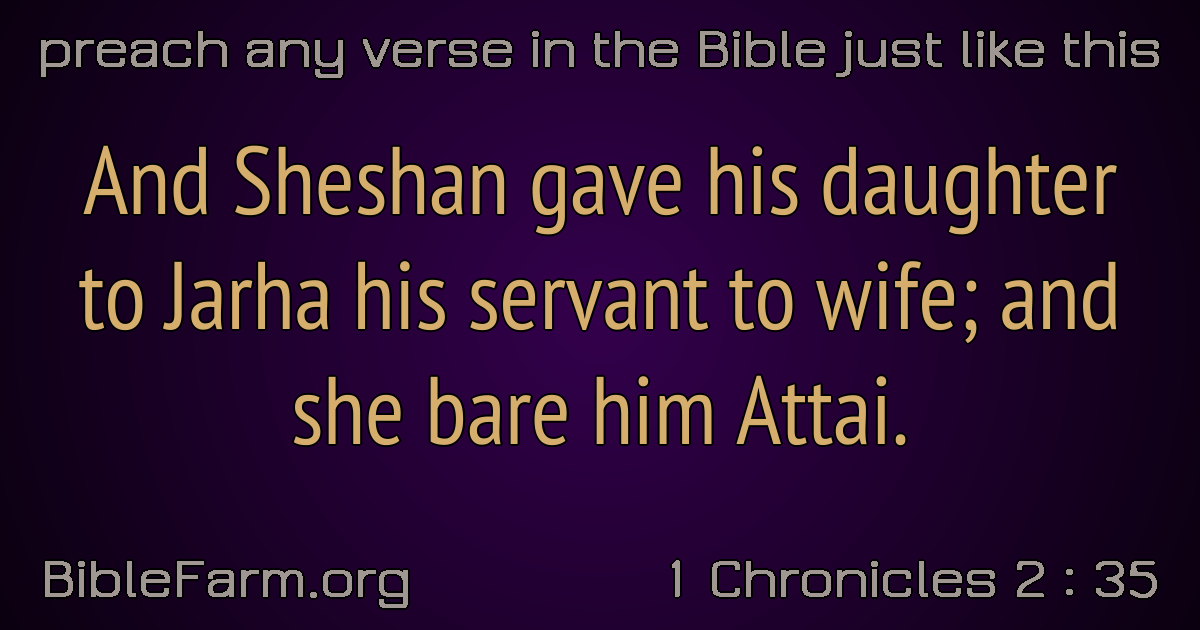 preach any verse in the Bible just like this
And Sheshan gave his daughter
to Jarha his servant to wife; and
she bare him Attai.
BibleFarm.org
1 Chronicles 2 : 35